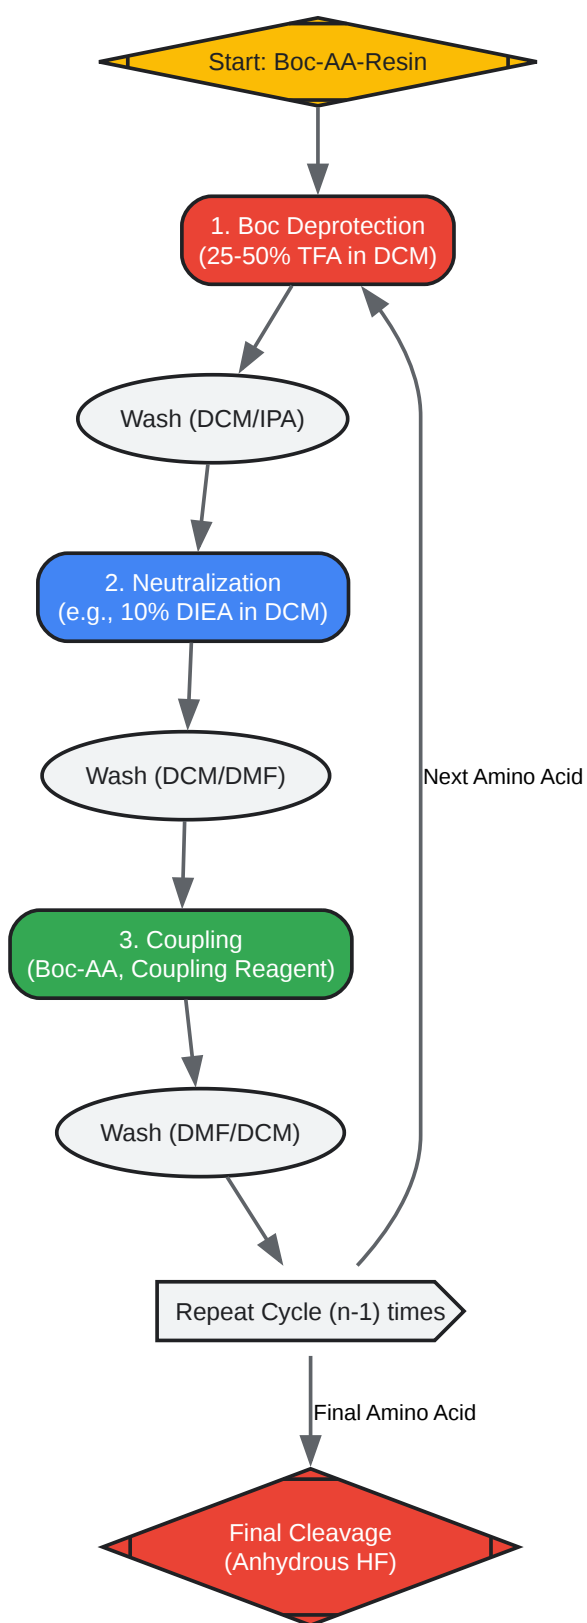 Start: Boc-AA-Resin
1. Boc Deprotection
(25-50% TFA in DCM)
Wash (DCM/IPA)
2. Neutralization
(e.g., 10% DIEA in DCM)
Wash (DCM/DMF)
Next Amino Acid
3. Coupling
(Boc-AA, Coupling Reagent)
Wash (DMF/DCM)
Repeat Cycle (n-1) times
Final Amino Acid
Final Cleavage
(Anhydrous HF)